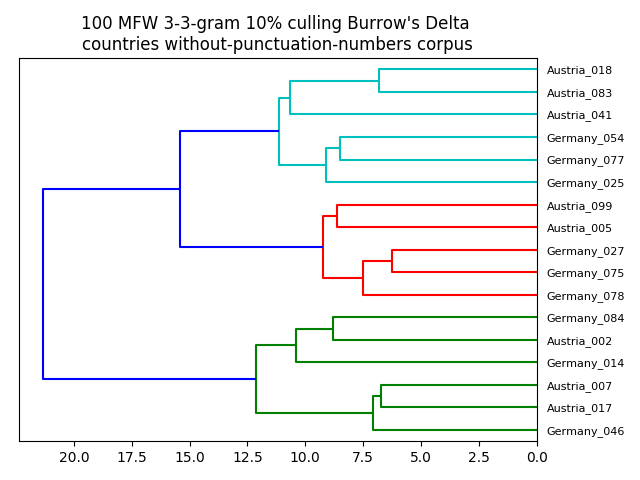 100 MFW 3-3-gram 10% culling Burrow's Delta
countries without-punctuation-numbers corpus
Austria_018
Austria_083
Austria_041
Germany_054
Germany_077
Germany_025
Austria_099
Austria_005
Germany_027
Germany_075
Germany_078
Germany_084
Austria_002
Germany_014
Austria_007
Austria_017
Germany_046
20.0 17.5 15.0 12.5 10.0 7.5 5.0 2.5 0.0